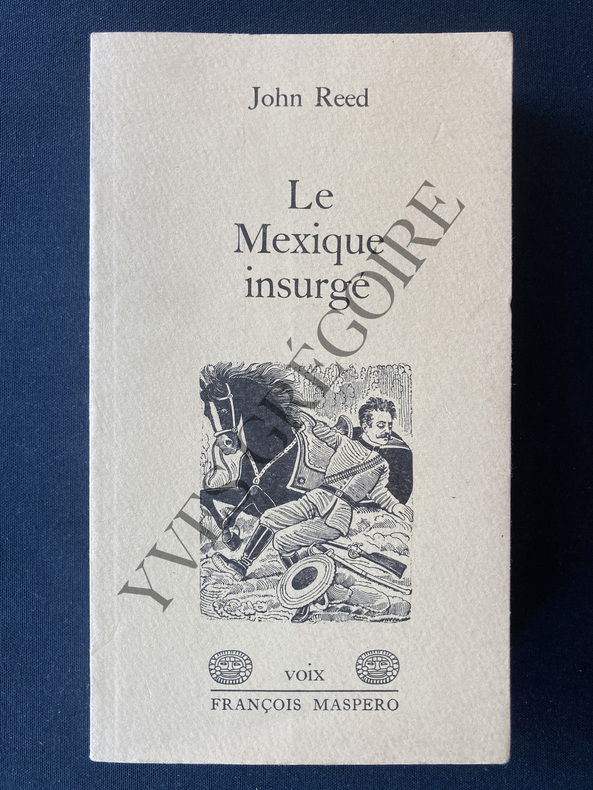 John Reed
Le
Mexique
insurgé
YVES GRÉGOIRE
voix
FRANÇOIS MASPERO